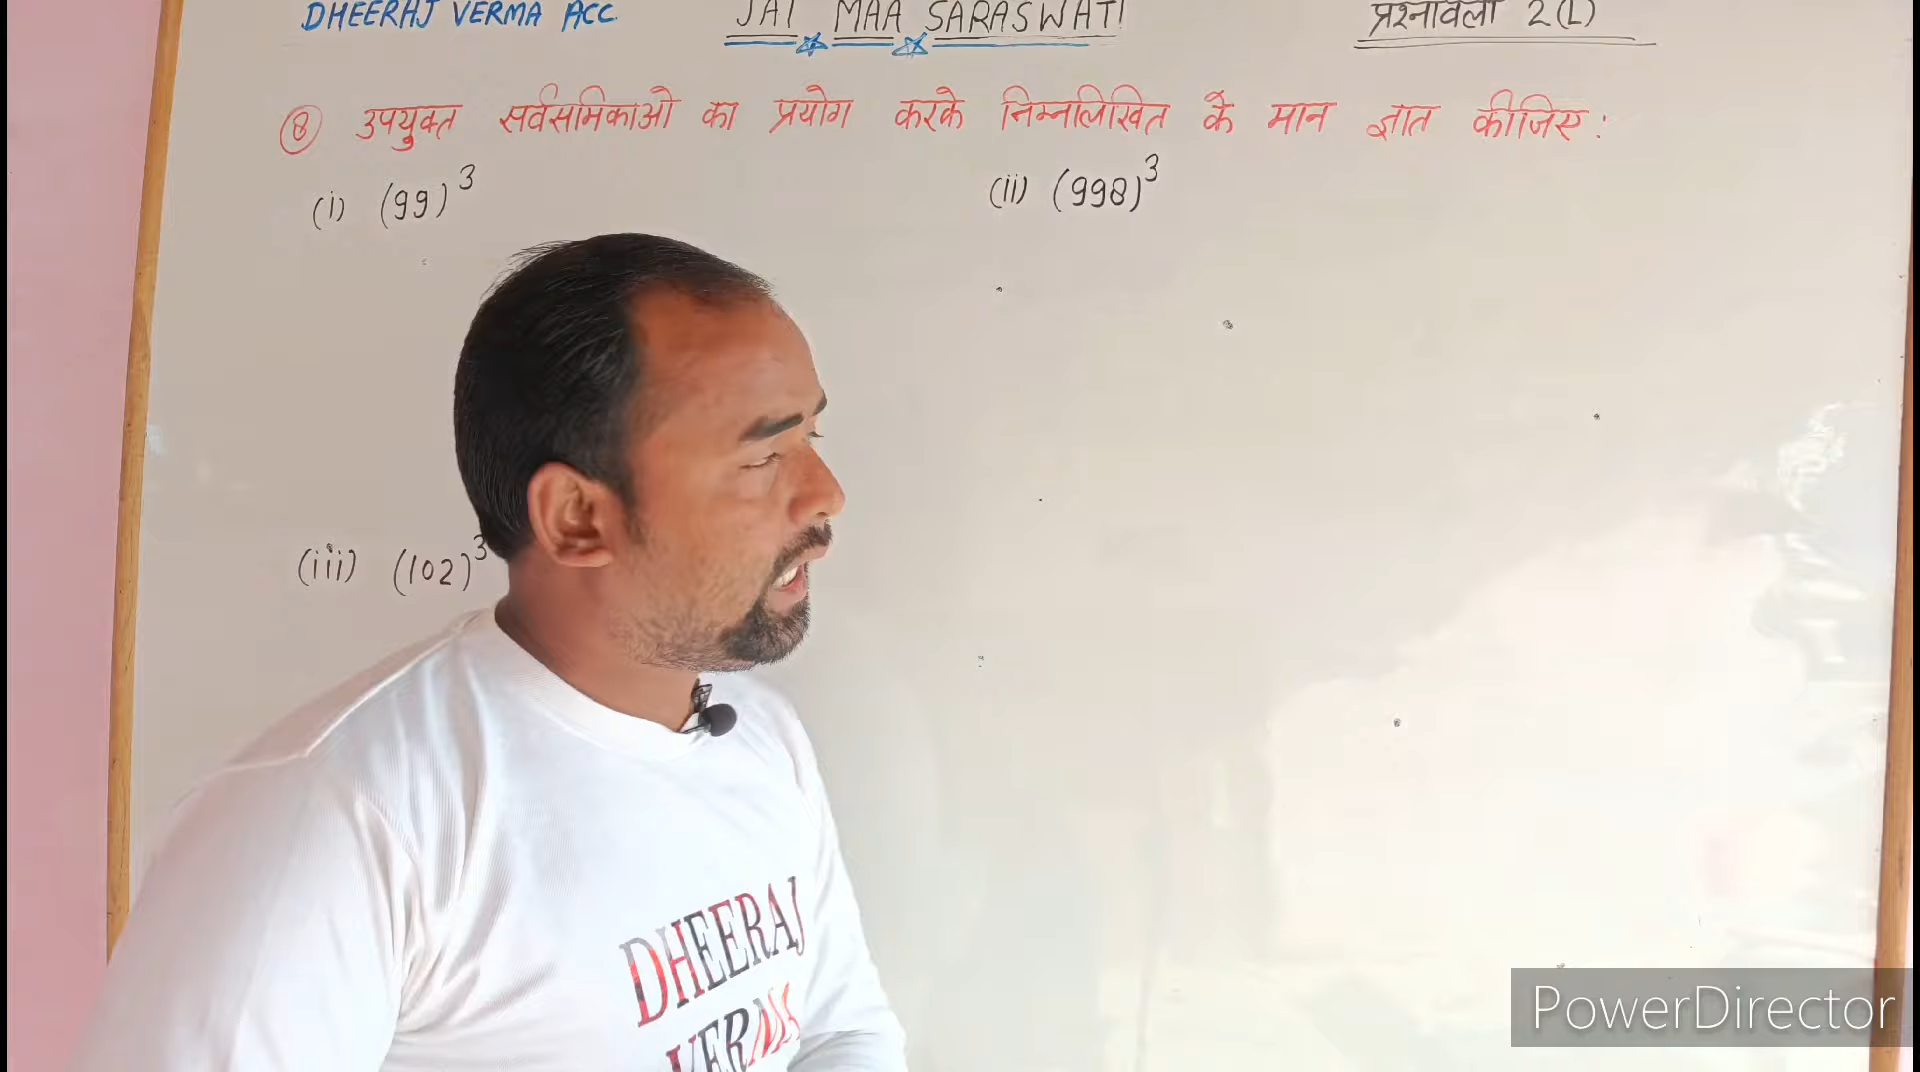 DHEERAJ VERMA ACC. JAI MAA SARASWATI प्रश्नावली 2(L)
(8) उपयुक्त सर्वसमिकाओ का प्रयोग करके निम्नलिखित के मान ज्ञात कीजिए:
(i) (99)³ (ii) (998)³
(iii) (102)³
DHEERAJ
VERMA
PowerDirector